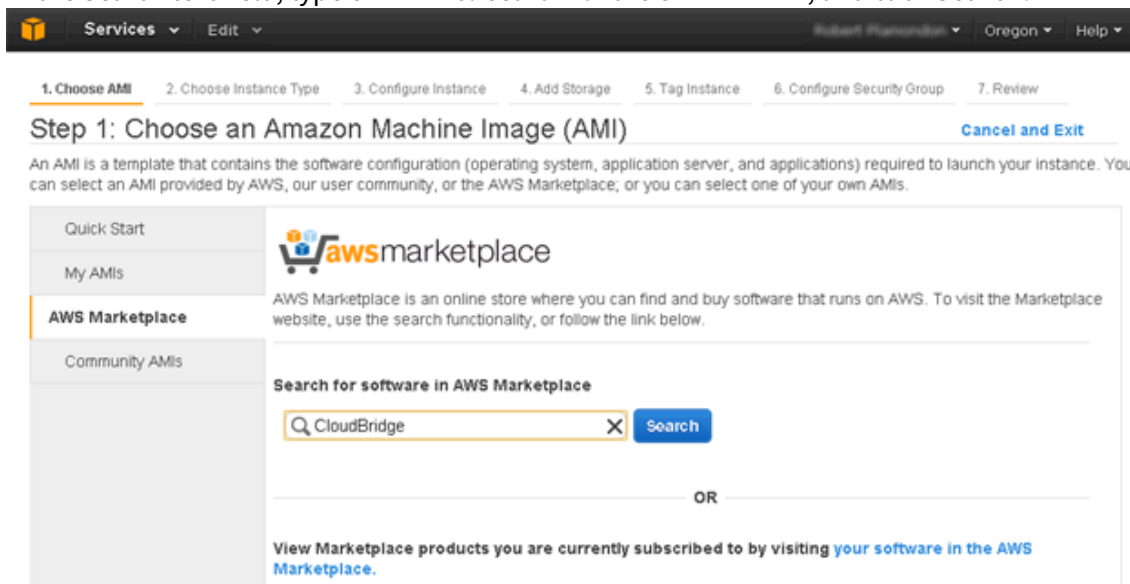 Services Edit Oregon Help
1. Choose AMI 2. Choose Instance Type 3. Configure Instance 4. Add Storage 5. Tag Instance 6. Configure Security Group 7. Review
Step 1: Choose an Amazon Machine Image (AMI) Cancel and Exit
An AMI is a template that contains the software configuration (operating system, application server, and applications) required to launch your instance. You
can select an AMI provided by AWS, our user community, or the AWS Marketplace; or you can select one of your own AMIs.
Quick Start
My AMIs
AWS Marketplace
Community AMIs
awsmarketplace
AWS Marketplace is an online store where you can find and buy software that runs on AWS. To visit the Marketplace
website, use the search functionality, or follow the link below.
Search for software in AWS Marketplace
CloudBridge Search
OR
View Marketplace products you are currently subscribed to by visiting your software in the AWS
Marketplace.